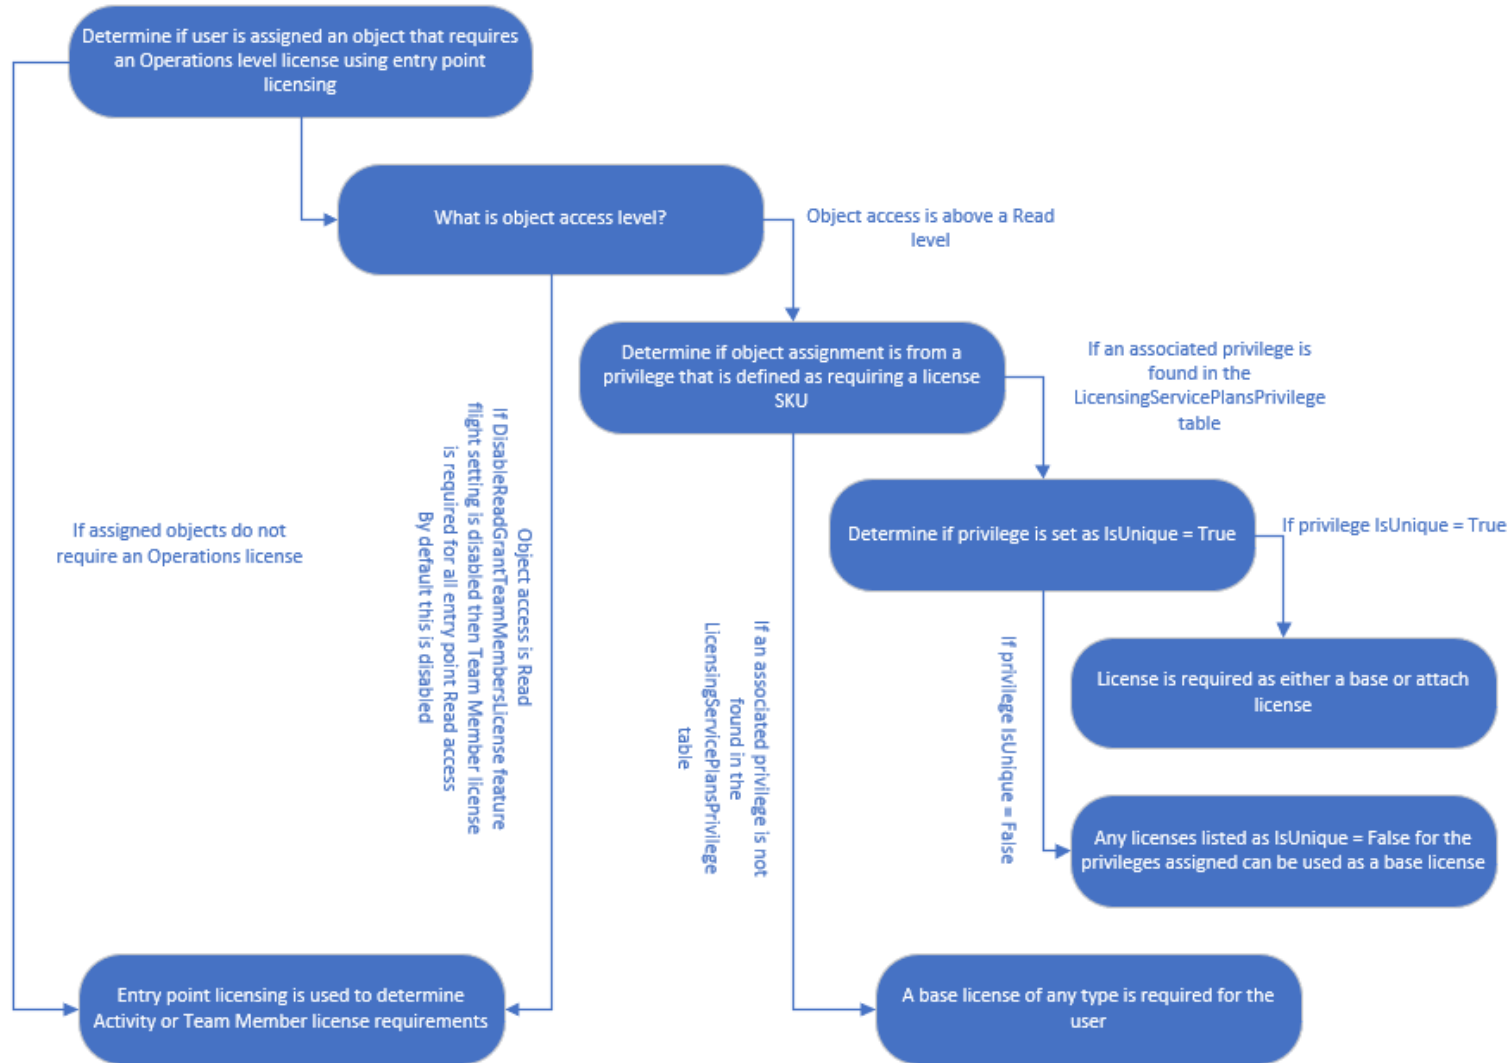 Determine if user is assigned an object that requires
an Operations level license using entry point
licensing
What is object access level?
Object access is above a Read
level
Determine if object assignment is from a
privilege that is defined as requiring a license
SKU
If an associated privilege is
found in the
LicensingServicePlansPrivilege
table
Object access is Read
If DisableReadGrantTeamMembersLicense feature
flight setting is disabled then Team Member license
is required for all entry point Read access
By default this is disabled
If assigned objects do not
require an Operations license
Determine if privilege is set as IsUnique = True
If privilege IsUnique = True
If an associated privilege is not
found in the
LicensingServicePlansPrivilege
table
If privilege IsUnique = False
License is required as either a base or attach
license
Any licenses listed as IsUnique = False for the
privileges assigned can be used as a base license
Entry point licensing is used to determine
Activity or Team Member license requirements
A base license of any type is required for the
user